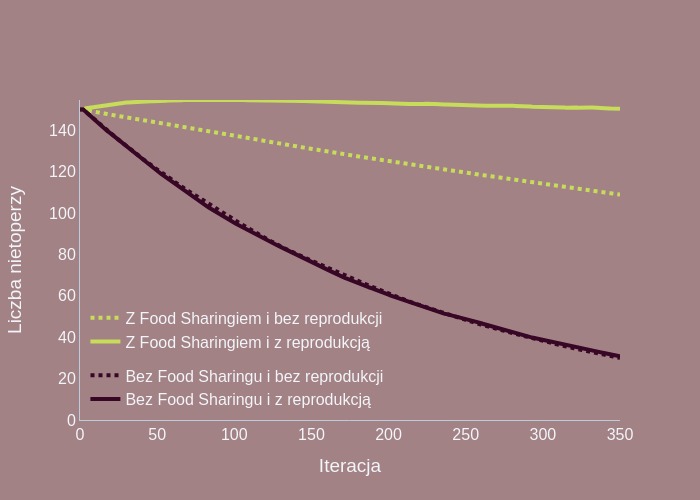 Liczba nietoperzy
140
120
100
80
60
40
20
0
Z Food Sharingiem i bez reprodukcji
Z Food Sharingiem i z reprodukcją
Bez Food Sharingu i bez reprodukcji
Bez Food Sharingu i z reprodukcją
0 50 100 150 200 250 300 350
Iteracja